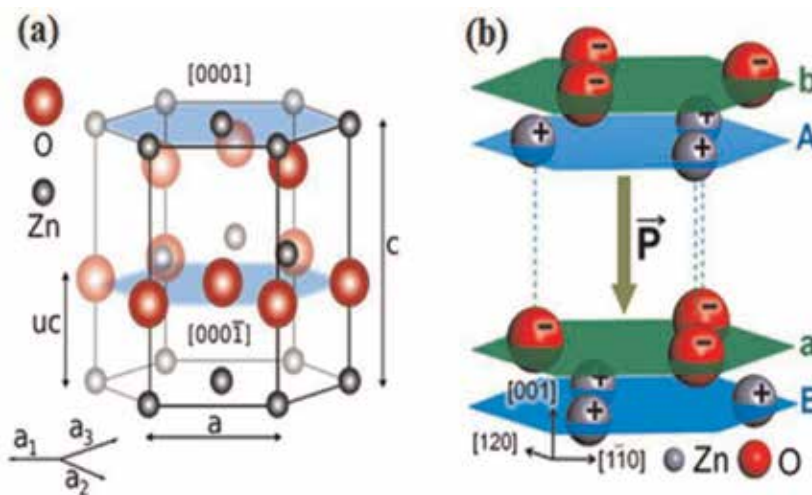 (a)
[0001]
O
Zn
c
uc
[0001̅]
a
a₁
a₃
a₂
(b)
b
A
P⃗
a
B
[001̄]
[120]
[11̄0]
Zn
O